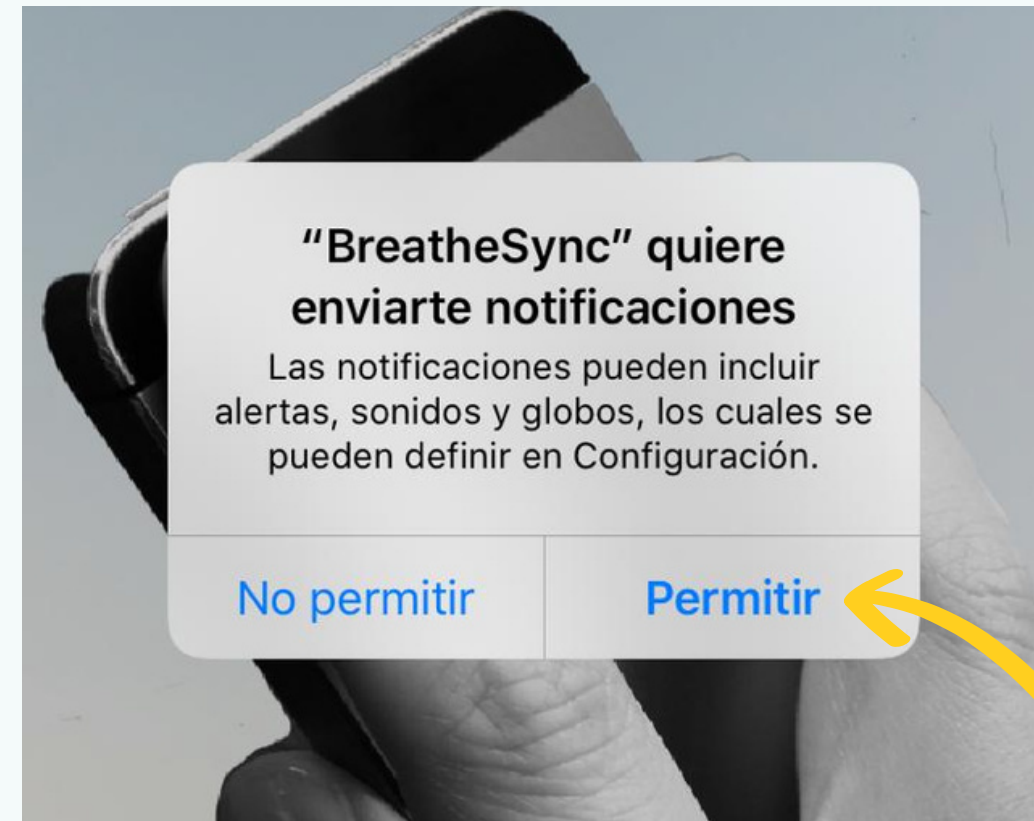 “BreatheSync” quiere
enviarte notificaciones
Las notificaciones pueden incluir
alertas, sonidos y globos, los cuales se
pueden definir en Configuración.
No permitir
Permitir